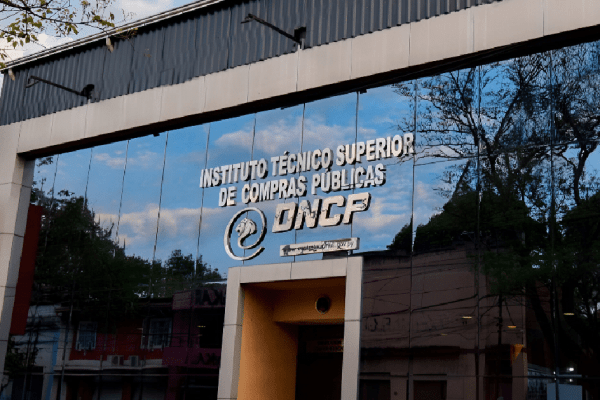 INSTITUTO TÉCNICO SUPERIOR
DE COMPRAS PÚBLICAS
DNCP